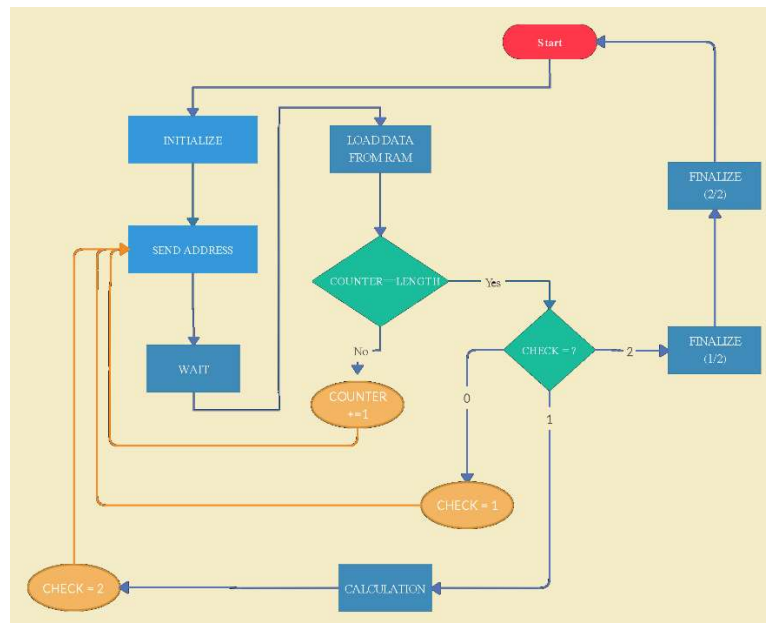 Start
INITIALIZE
LOAD DATA
FROM RAM
FINALIZE
(2/2)
SEND ADDRESS
COUNTER==LENGTH
Yes
CHECK = ?
2
FINALIZE
(1/2)
WAIT
No
COUNTER
+=1
0
1
CHECK = 1
CHECK = 2
CALCULATION